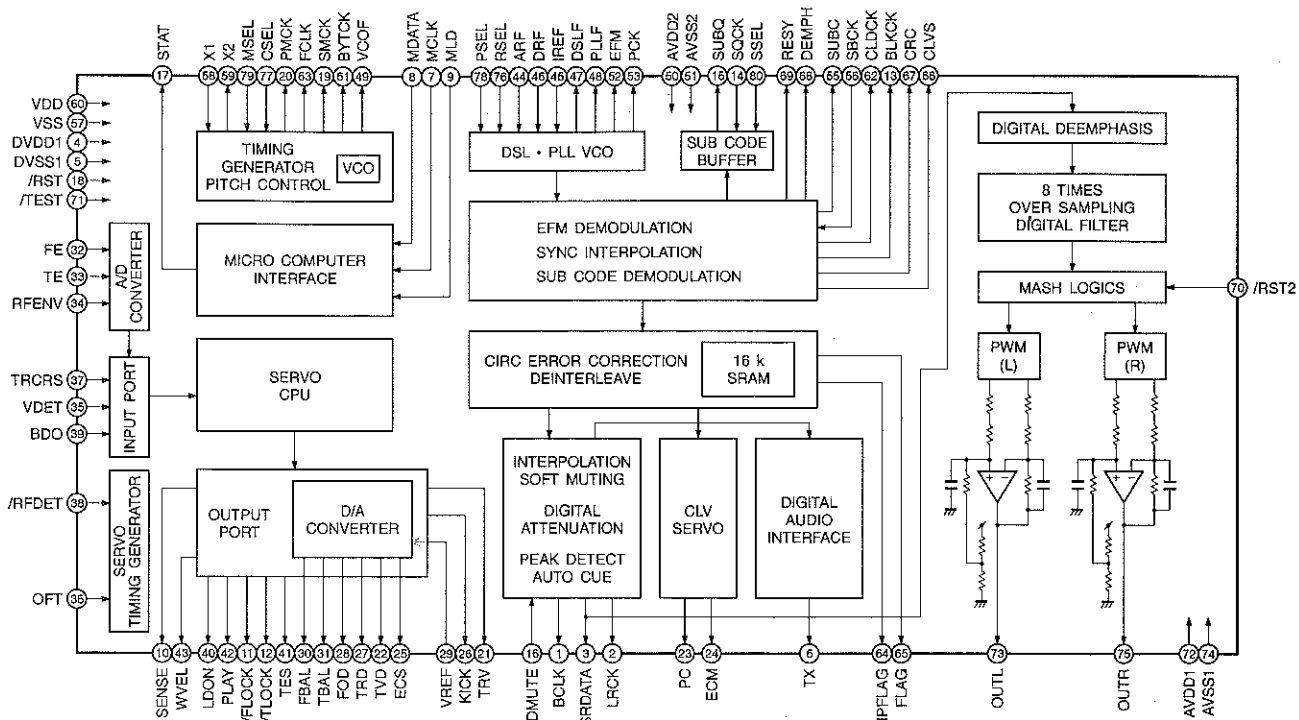 STAT
X1
X2
MSEL
CSEL
PMCK
FCLK
SMCK
BYTCK
VCOF
MDATA
MCLK
MLD
PSEL
RSEL
ARF
DRF
IREF
DSLF
PLLF
EFM
PCK
AVDD2
AVSS2
SUBQ
SQCK
SSEL
RESY
DEMPH
SUBC
SBCK
CLDCK
BLKCK
CRC
CLVS
17
58
59
79
77
20
63
19
61
49
8
7
9
78
76
44
46
47
48
52
53
50
51
14
80
69
68
55
56
62
13
67
66
VDD 60
VSS 57
DVDD1 4
DVSS1 5
/RST 18
/TEST 71
FE 32
TE 33
RFENV 34
TRCRS 37
VDET 35
BDO 39
/RFDET 38
OFT 36
A/D
CONVERTER
INPUT PORT
SERVO
TIMING GENERATOR
TIMING
GENERATOR
PITCH CONTROL
VCO
MICRO COMPUTER
INTERFACE
SERVO
CPU
OUTPUT
PORT
D/A
CONVERTER
DSL • PLL VCO
SUB CODE
BUFFER
EFM DEMODULATION
SYNC INTERPOLATION
SUB CODE DEMODULATION
CIRC ERROR CORRECTION
DEINTERLEAVE
16 k
SRAM
INTERPOLATION
SOFT MUTING
DIGITAL
ATTENUATION
PEAK DETECT
AUTO CUE
CLV
SERVO
DIGITAL
AUDIO
INTERFACE
DIGITAL DEEMPHASIS
8 TIMES
OVER SAMPLING
DIGITAL FILTER
MASH LOGICS
70 /RST2
PWM
(L)
PWM
(R)
+ −
+ −
10
43
40
42
11
12
41
30
31
28
27
22
25
29
26
21
1
3
2
23
24
6
64
65
73
75
72
74
SENSE
WVEL
LDON
PLAY
/FLOCK
/TLOCK
TES
FBAL
TBAL
FOD
TRD
TVD
ECS
VREF
KICK
TRV
DMUTE
BCLK
SRDATA
LRCK
PC
ECM
TX
IPFLAG
FLAG
OUTL
OUTR
AVDD1
AVSS1